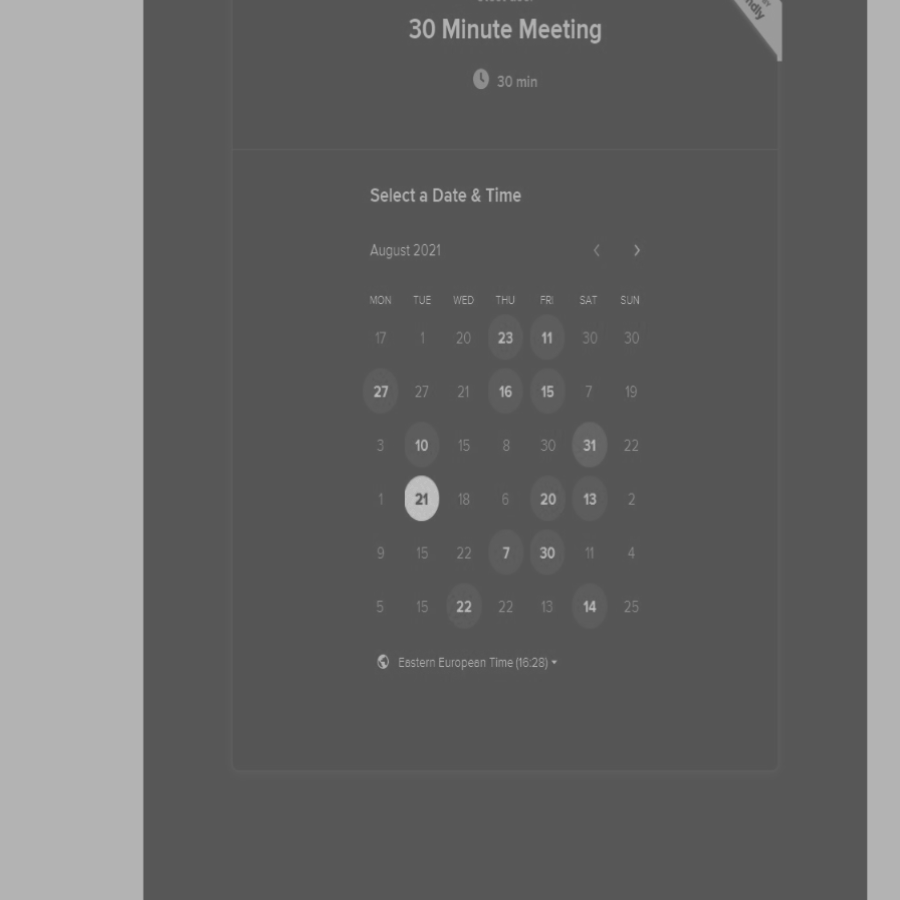 30 Minute Meeting
30 min
Select a Date & Time
August 2021
MON TUE WED THU FRI SAT SUN
17 1 20 23 11 30 30
27 27 21 16 15 7 19
3 10 15 8 30 31 22
1 21 18 6 20 13 2
9 15 22 7 30 11 4
5 15 22 22 13 14 25
Eastern European Time (16:28)